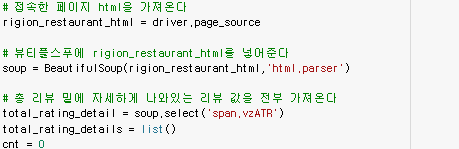 # 접속한 페이지 html을 가져온다
rigion_restaurant_html = driver.page_source
# 뷰티풀스푸에 rigion_restaurant_html를 넣어준다
soup = BeautifulSoup(rigion_restaurant_html,'html.parser')
# 총 리뷰 밑에 자세하게 나와있는 리뷰 값을 전부 가져온다
total_rating_detail = soup.select('span.vzATR')
total_rating_details = list()
cnt = 0